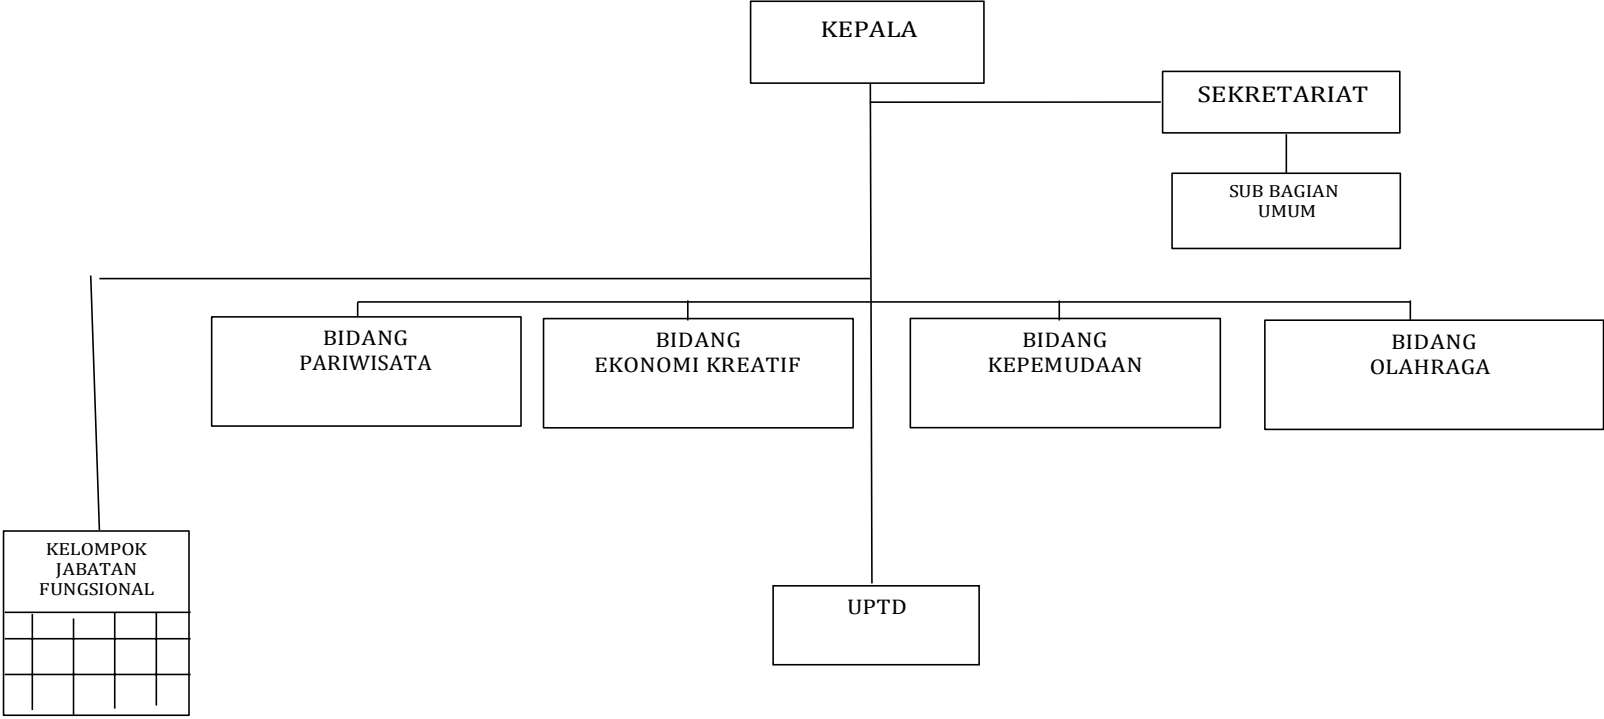 KEPALA
SEKRETARIAT
SUB BAGIAN
UMUM
BIDANG
PARIWISATA
BIDANG
EKONOMI KREATIF
BIDANG
KEPEMUDAAN
BIDANG
OLAHRAGA
KELOMPOK
JABATAN
FUNGSIONAL
UPTD